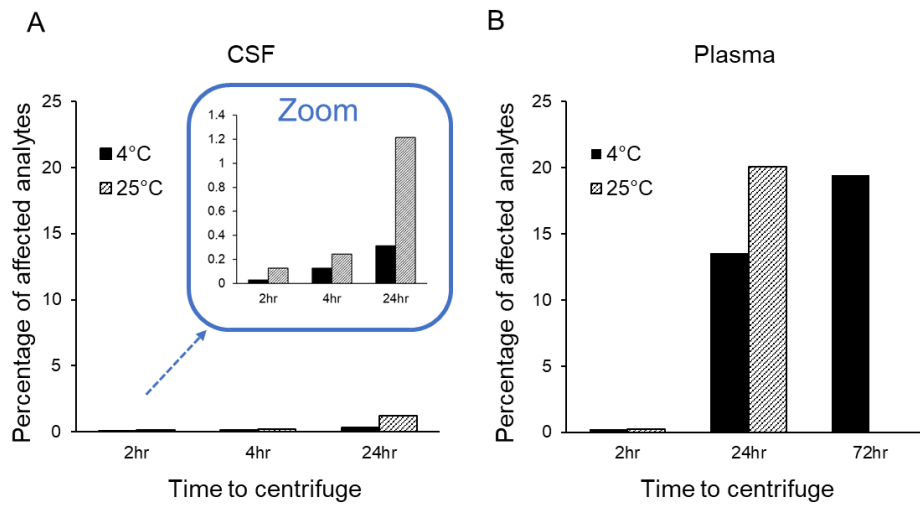 A
CSF
Percentage of affected analytes
25
20
15
10
5
0
4°C
25°C
Zoom
1.4
1.2
1
0.8
0.6
0.4
0.2
0
2hr 4hr 24hr
2hr 4hr 24hr
Time to centrifuge
B
Plasma
Percentage of affected analytes
25
20
15
10
5
0
4°C
25°C
2hr 24hr 72hr
Time to centrifuge